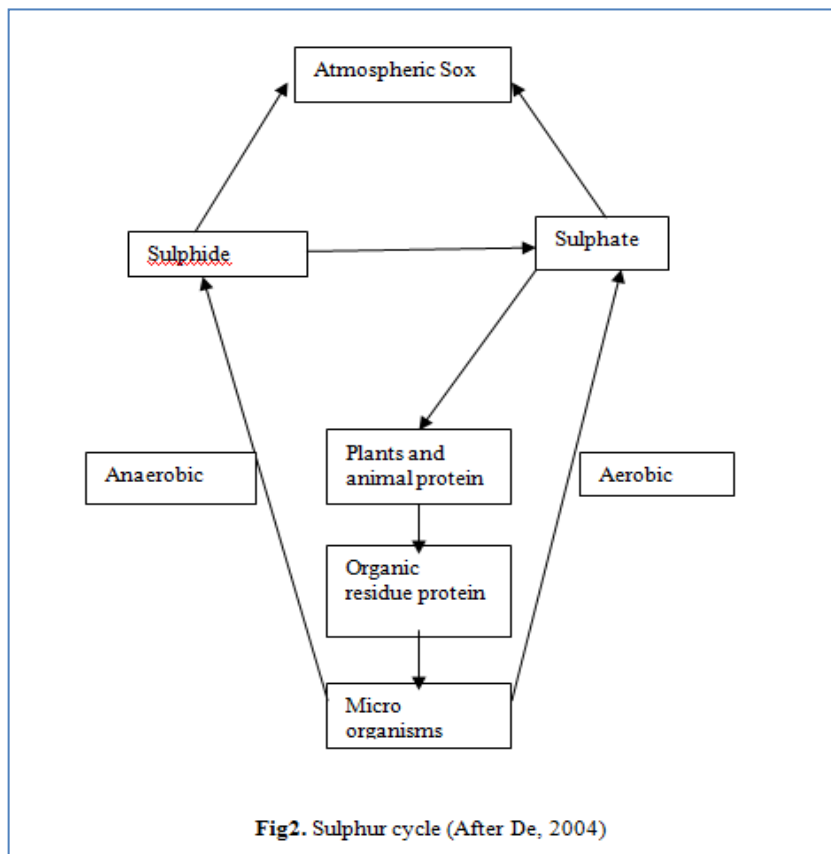 Atmospheric Sox
Sulphide
Sulphate
Plants and
animal protein
Anaerobic
Aerobic
Organic
residue protein
Micro
organisms
Fig2. Sulphur cycle (After De, 2004)